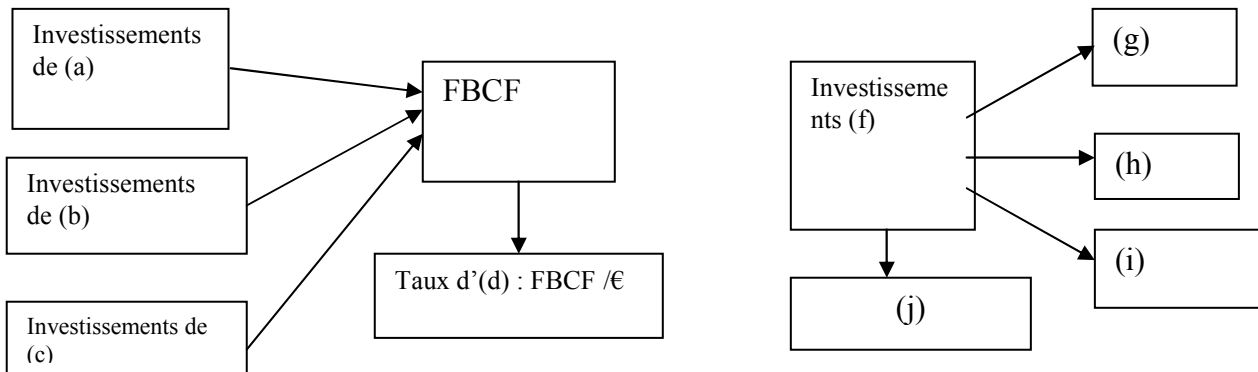 Investissements
de (a)
Investissements
de (b)
Investissements de
(c)
FBCF
Taux d'(d) : FBCF /€
Investisseme
nts (f)
(g)
(h)
(i)
(j)